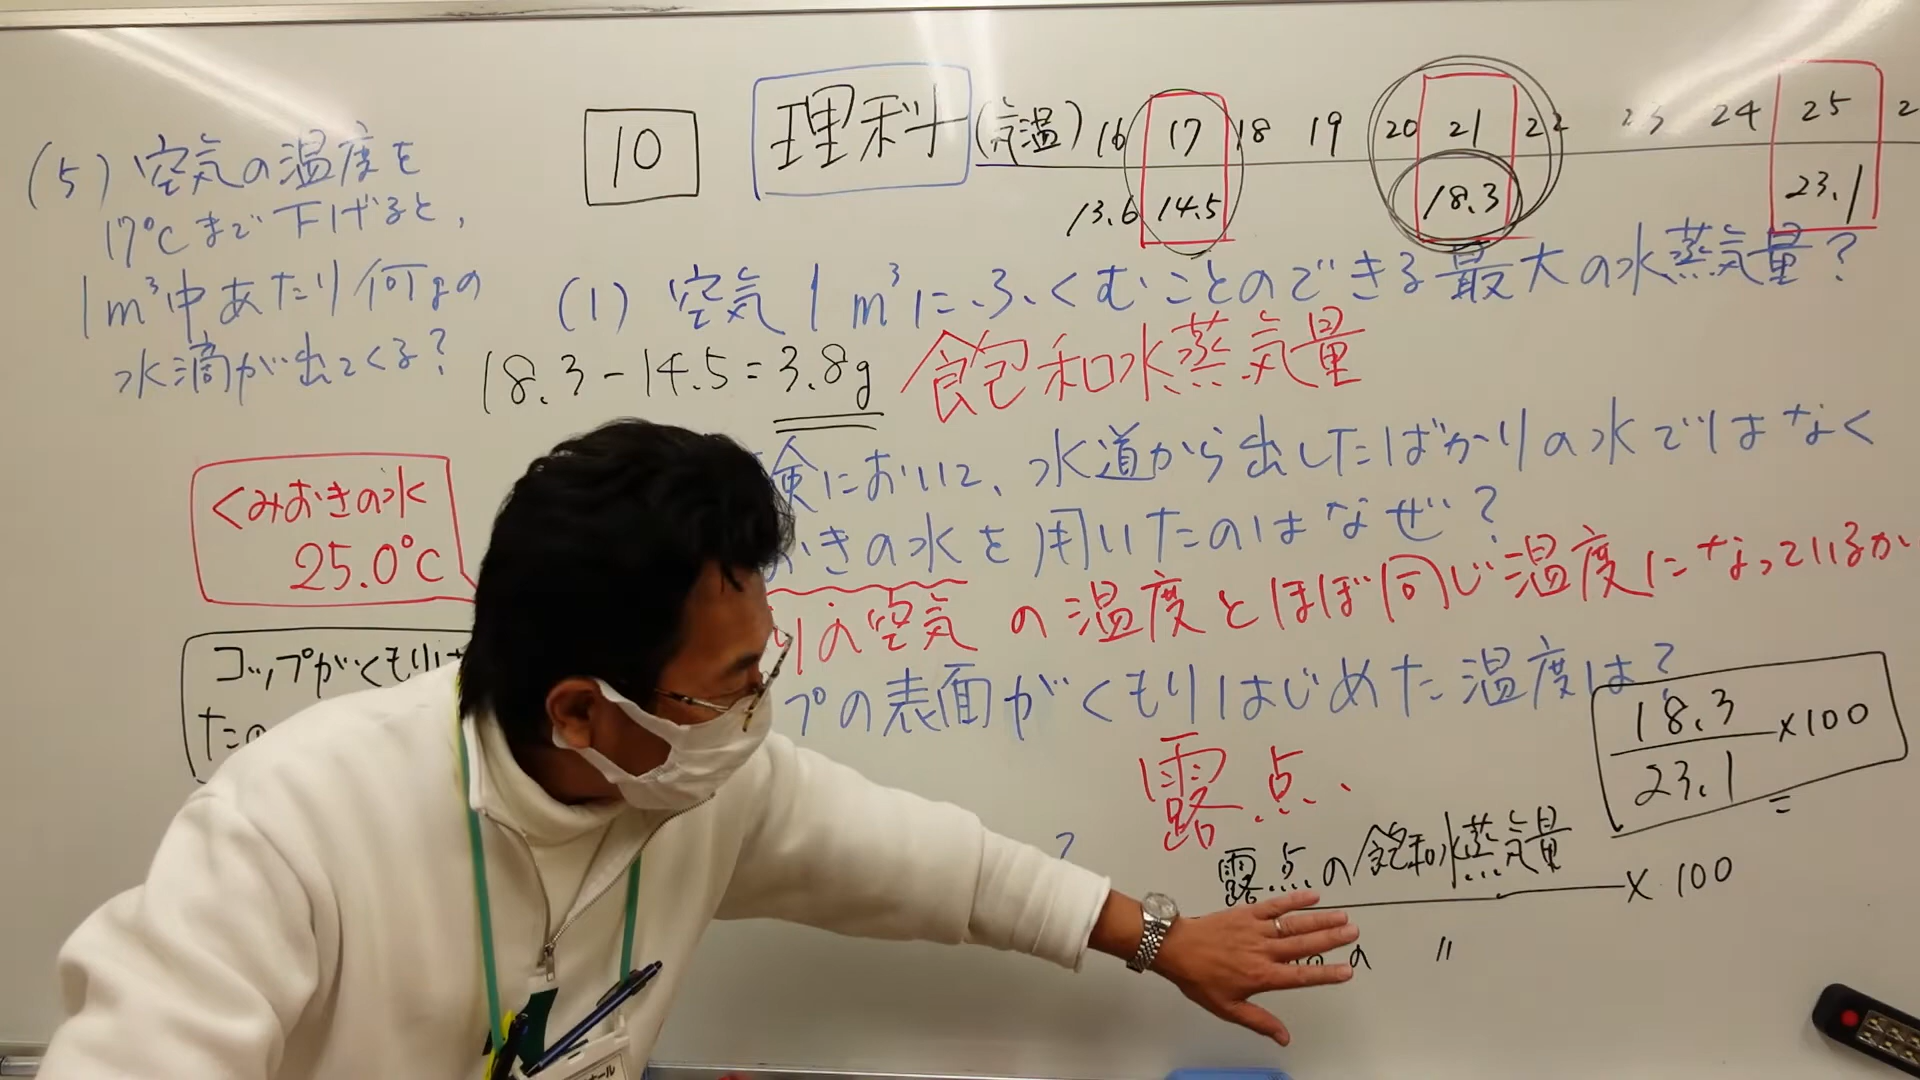 10
理科
(気温) 16 17 18 19 20 21 22 23 24 25 2
13.6 14.5 18.3 23.1
(5) 空気の温度を
17℃まで下げると,
1m³中あたり何gの
水滴が出てくる?
18.3-14.5=3.8g
(1) 空気1m³にふくむことのできる最大の水蒸気量?
飽和水蒸気量
験において、水道から出したばかりの水ではなく
おきの水を用いたのはなぜ?
りの空気の温度とほぼ同じ温度になっているか
くみおきの水
25.0℃
コップがくもりは
たの
プの表面がくもりはじめた温度は?
露点、
18.3
23.1
×100
=
?
露点の飽和水蒸気量
×100
の 〃